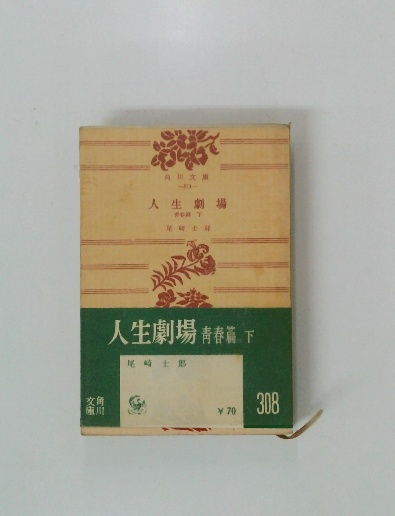 角川文庫
人生劇場
青春篇 下
尾崎士郎
人生劇場 青春篇 下
尾崎士郎
角川
文庫
¥70
308